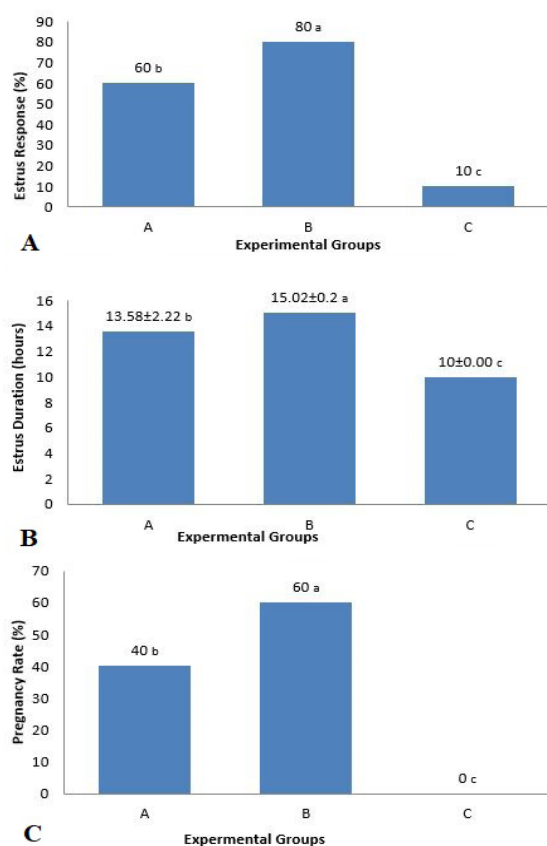 90
80
70
60
50
40
30
20
10
0
Estrus Response (%)
60 b
80 a
10 c
A
B
C
Experimental Groups
A
16
14
12
10
8
6
4
2
0
Estrus Duration (hours)
13.58±2.22 b
15.02±0.2 a
10±0.00 c
A
B
C
Expermental Groups
B
70
60
50
40
30
20
10
0
Pregnancy Rate (%)
40 b
60 a
0 c
A
B
C
Expermental Groups
C